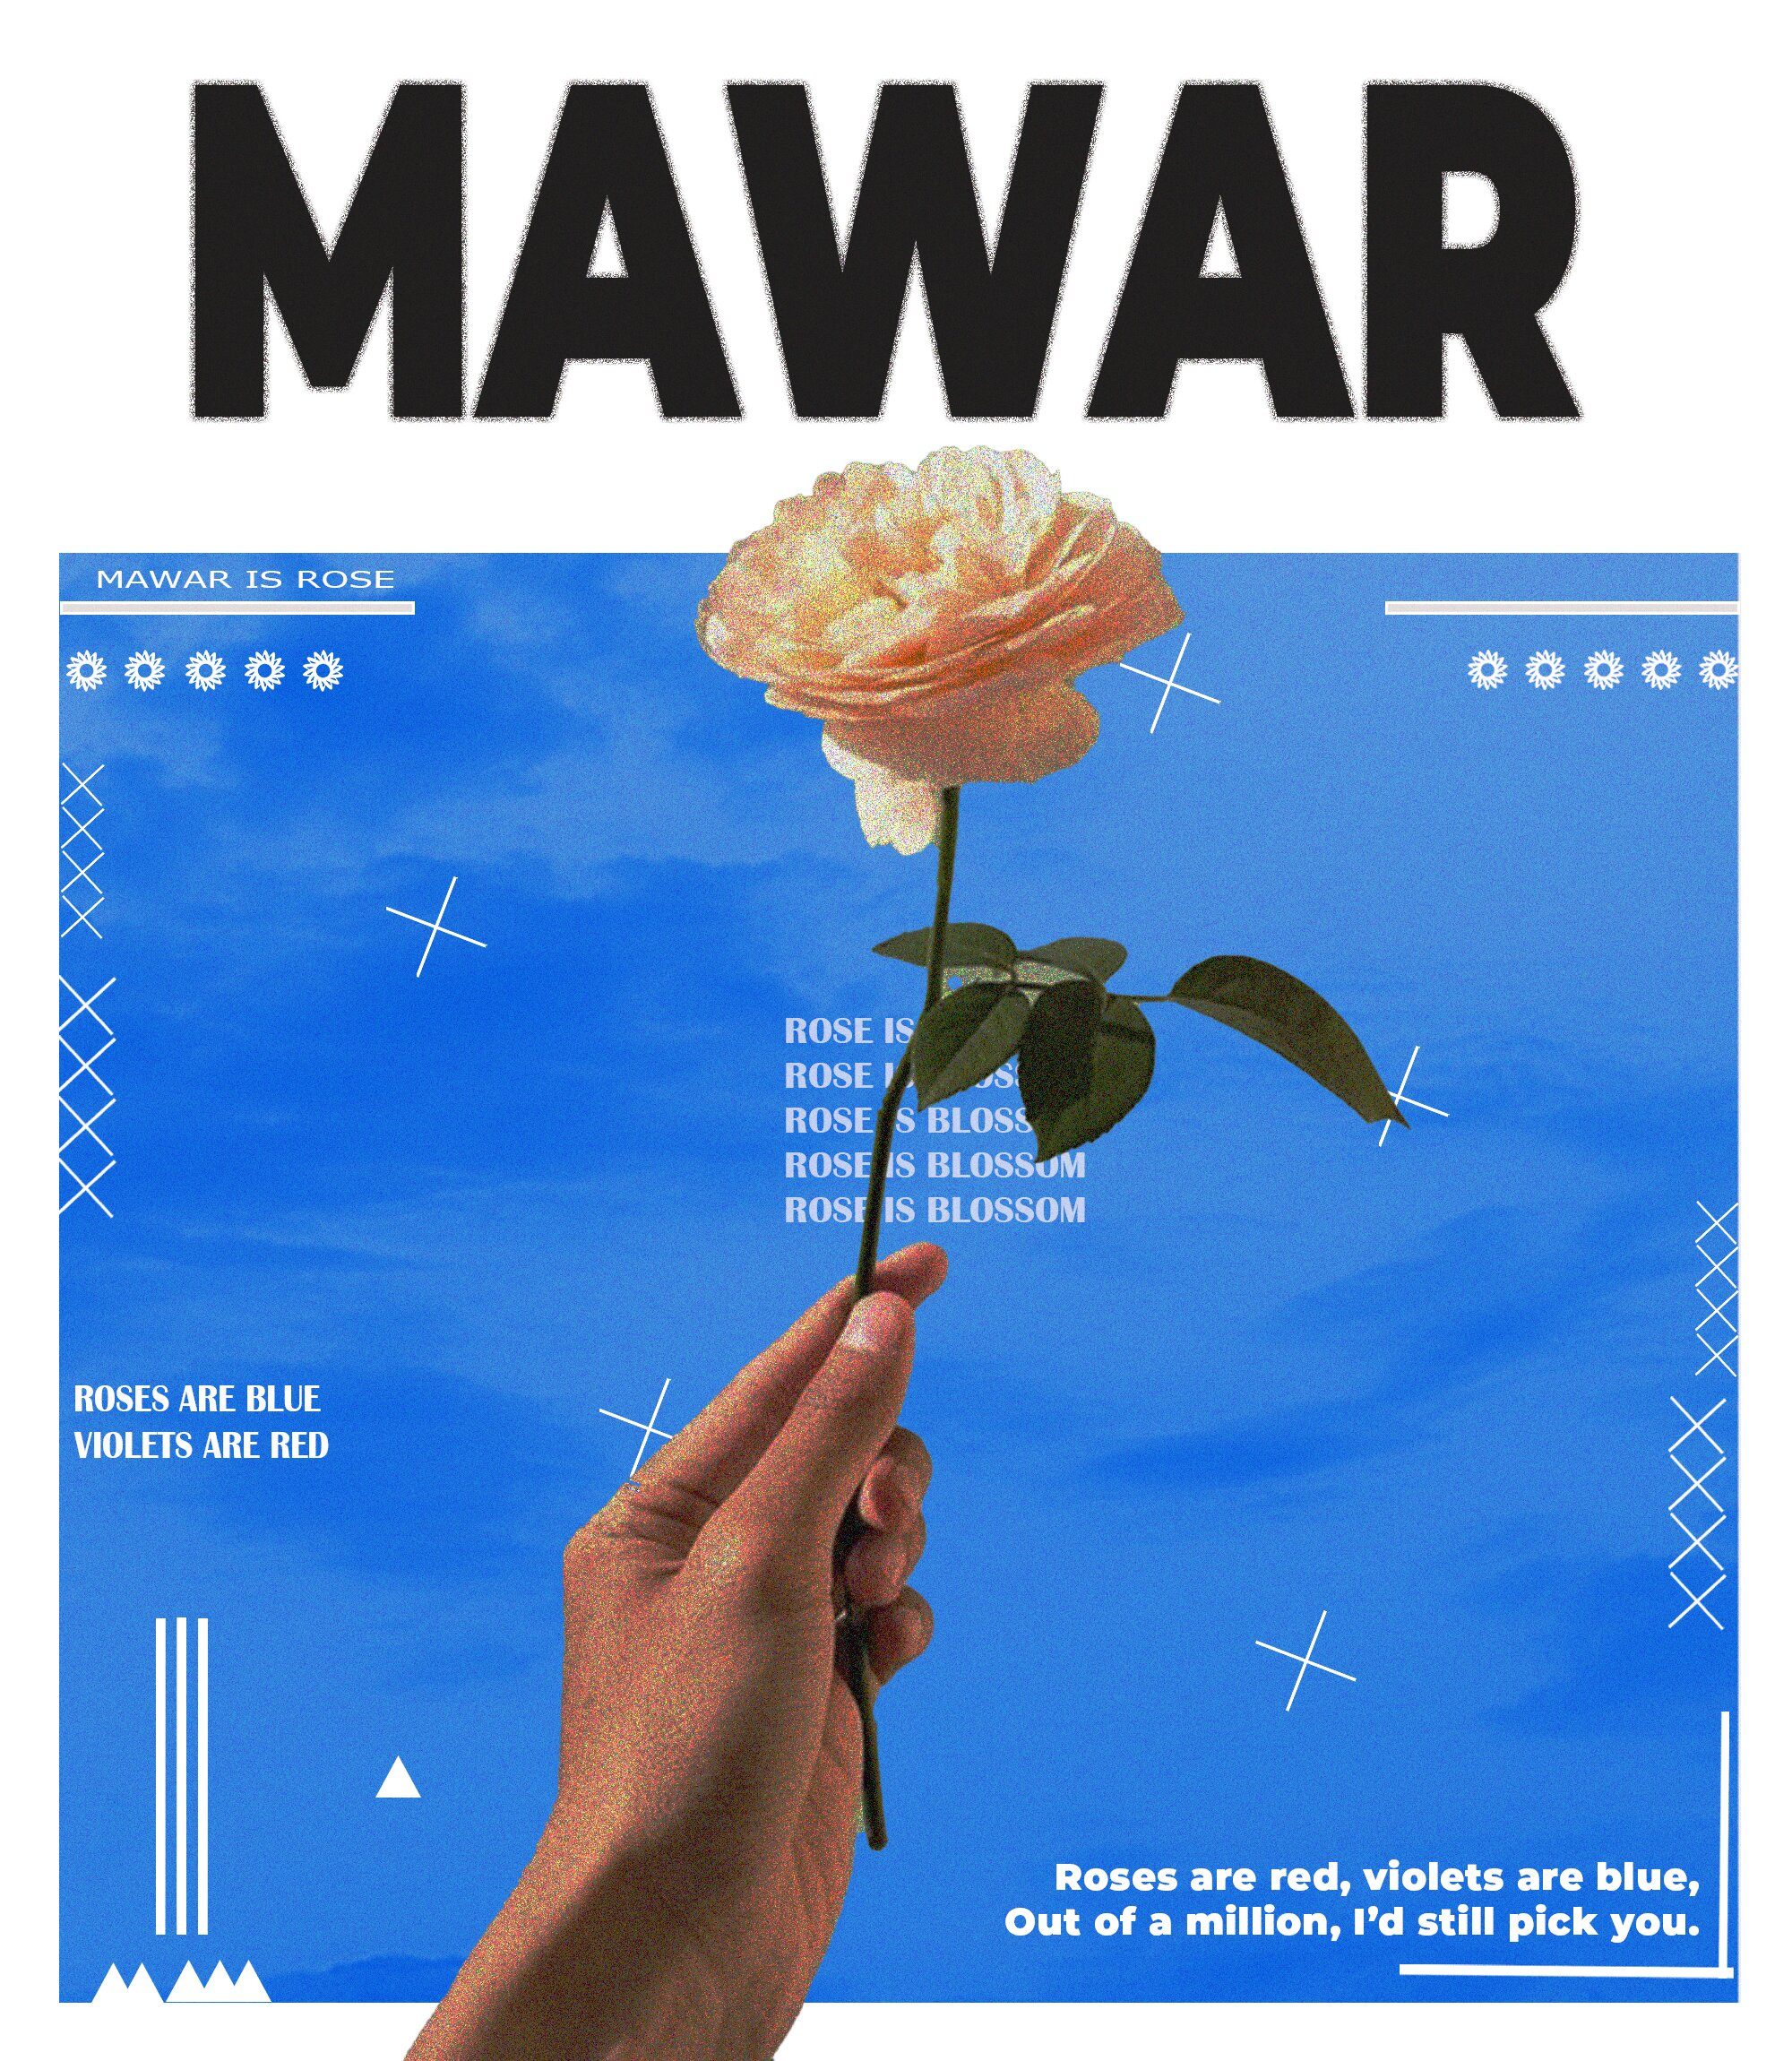 MAWAR
MAWAR IS ROSE
ROSE IS
ROSE IS
ROSE IS BLOSS
ROSE IS BLOSSOM
ROSE IS BLOSSOM
ROSES ARE BLUE
VIOLETS ARE RED
Roses are red, violets are blue,
Out of a million, I’d still pick you.